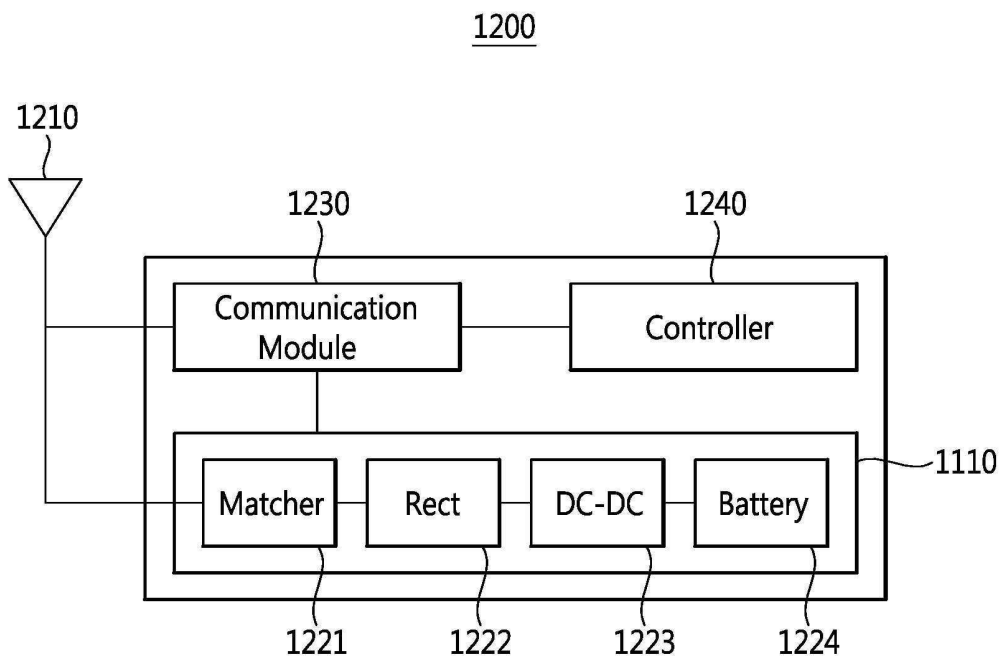 1200
1210
1230
1240
Communication
Module
Controller
1110
Matcher
Rect
DC-DC
Battery
1221
1222
1223
1224